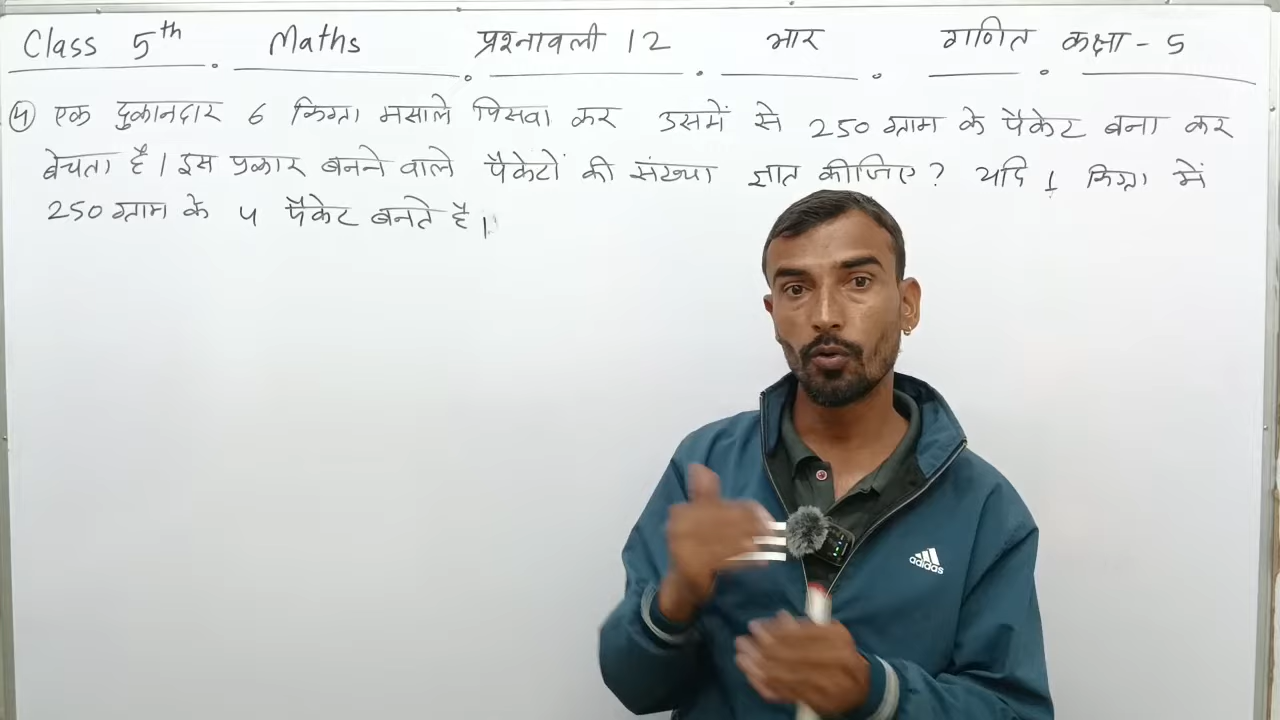 Class 5th. Maths. प्रश्नावली 12. भार. गणित. कक्षा - 5
④ एक दुकानदार 6 किग्रा मसाले पिसवा कर उसमें से 250 ग्राम के पैकेट बना कर
बेचता है। इस प्रकार बनने वाले पैकेटों की संख्या ज्ञात कीजिए? यदि 1 किग्रा में
250 ग्राम के 4 पैकेट बनते है।
adidas